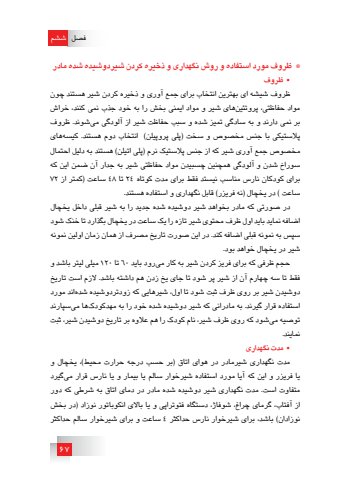 فصل ششم
* ظروف مورد استفاده و روش نگهداری و ذخیره کردن شیردوشیده شده مادر
• ظروف
ظروف شیشه ای بهترین انتخاب برای جمع آوری و ذخیره کردن شیر هستند چون
مواد حفاظتی، پروتئین‌های شیر و مواد ایمنی بخش را به خود جذب نمی کنند، خراش
بر نمی دارند و به سادگی تمیز شده و سبب حفاظت شیر از آلودگی می‌شوند. ظروف
پلاستیکی با جنس مخصوص و سخت (پلی پروپیلن) انتخاب دوم هستند. کیسه‌های
مخصوص جمع آوری شیر که از جنس پلاستیک نرم (پلی اتیلن) هستند به دلیل احتمال
سوراخ شدن و آلودگی همچنین چسبیدن مواد حفاظتی شیر به جدار آن ضمن این که
برای کودکان نارس مناسب نیستند فقط برای مدت کوتاه ۲۴ تا ۴۸ ساعت (کمتر از ۷۲
ساعت ) در یخچال (نه فریزر) قابل نگهداری و استفاده هستند.
در صورتی که مادر بخواهد شیر دوشیده شده جدید را به شیر قبلی داخل یخچال
اضافه نماید باید اول ظرف محتوی شیر تازه را یک ساعت در یخچال بگذارد تا خنک شود
سپس به نمونه قبلی اضافه کند. در این صورت تاریخ مصرف از همان زمان اولین نمونه
شیر در یخچال خواهد بود.
حجم ظرفی که برای فریز کردن شیر به کار می‌رود باید ۶۰ تا ۱۲۰ میلی لیتر باشد و
فقط تا سه چهارم آن از شیر پر شود تا جای یخ زدن هم داشته باشد. لازم است تاریخ
دوشیدن شیر بر روی ظرف ثبت شود تا اول، شیرهایی که زودتردوشیده شده‌اند مورد
استفاده قرار گیرند. به مادرانی که شیر دوشیده شده خود را به مهدکودک‌ها می‌سپارند
توصیه می‌شود که روی ظرف شیر، نام کودک را هم علاوه بر تاریخ دوشیدن شیر، ثبت
نمایند.
• مدت نگهداری
مدت نگهداری شیرمادر در هوای اتاق (بر حسب درجه حرارت محیط)، یخچال و
یا فریزر و این که آیا مورد استفاده شیرخوار سالم یا بیمار و یا نارس قرار می‌گیرد
متفاوت است. مدت نگهداری شیر دوشیده شده مادر در دمای اتاق به شرطی که دور
از آفتاب، گرمای چراغ، شوفاژ، دستگاه فتوتراپی و یا بالای انکوباتور نوزاد (در بخش
نوزادان) باشد، برای شیرخوار نارس حداکثر ۴ ساعت و برای شیرخوار سالم حداکثر
۶۷